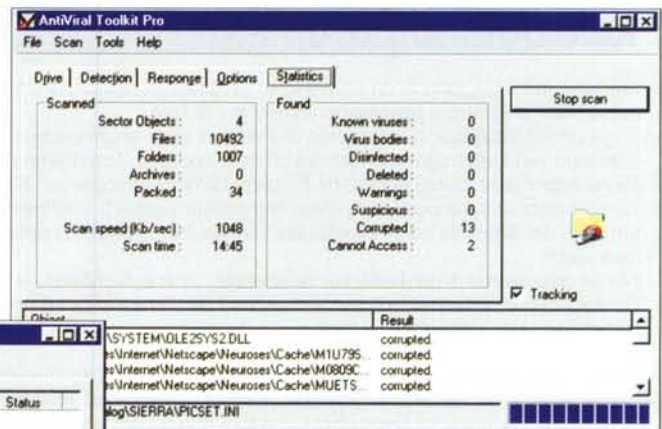 AntiViral Toolkit Pro
File Scan Tools Help
Drive Detection Response Options Statistics
Scanned
Sector Objects: 4
Files: 10492
Folders: 1007
Archives: 0
Packed: 34
Scan speed (Kb/sec): 1048
Scan time: 14:45
Found
Known viruses: 0
Virus bodies: 0
Disinfected: 0
Deleted: 0
Warnings: 0
Suspicious: 0
Corrupted: 13
Cannot Access: 2
Stop scan
Tracking
Object Result
\SYSTEM\OLE2SYS2.DLL corrupted.
es\Internet\Netscape\Neuroses\Cache\M1U79S... corrupted.
es\Internet\Netscape\Neuroses\Cache\M0809C... corrupted.
es\Internet\Netscape\Neuroses\Cache\MUETS... corrupted.
Status
alog\SIERRA\PICSET.INI